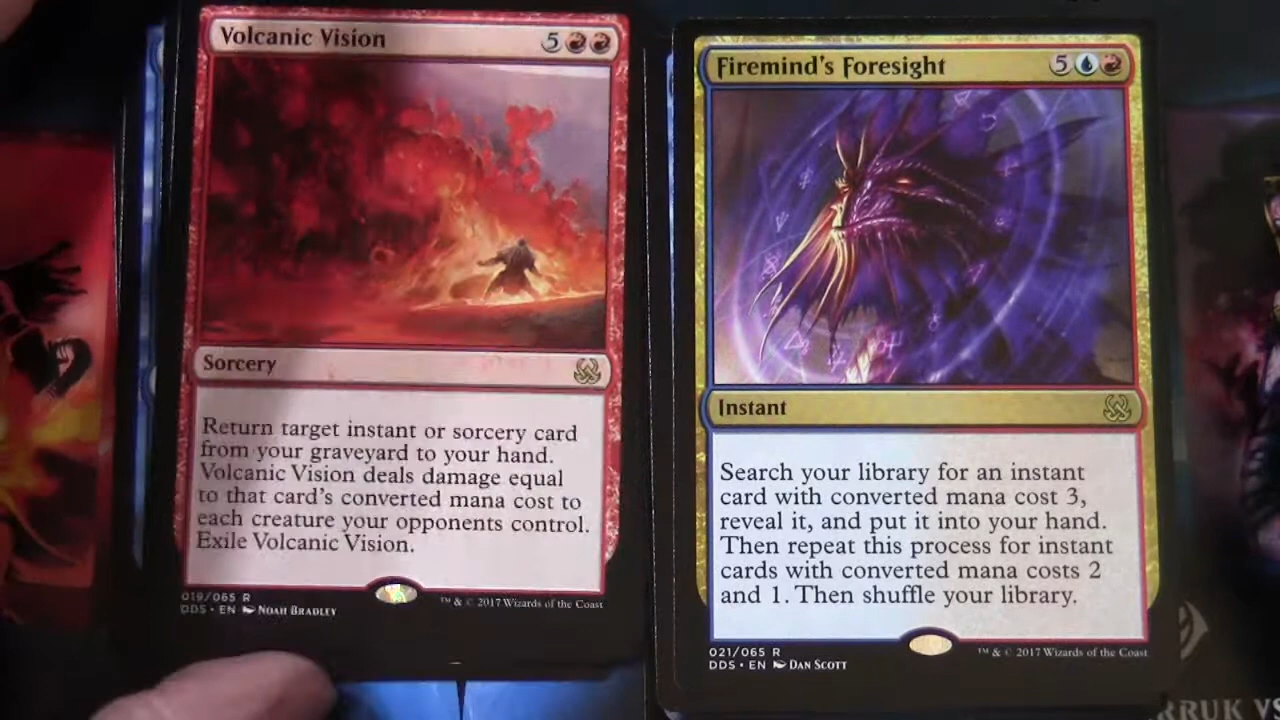 Volcanic Vision 5
Sorcery
Return target instant or sorcery card
from your graveyard to your hand.
Volcanic Vision deals damage equal
to that card's converted mana cost to
each creature your opponents control.
Exile Volcanic Vision.
019/065 R
DDS • EN NOAH BRADLEY
™ & © 2017 Wizards of the Coast
Firemind's Foresight 5
Instant
Search your library for an instant
card with converted mana cost 3,
reveal it, and put it into your hand.
Then repeat this process for instant
cards with converted mana costs 2
and 1. Then shuffle your library.
021/065 R
DDS • EN DAN SCOTT
™ & © 2017 Wizards of the Coast